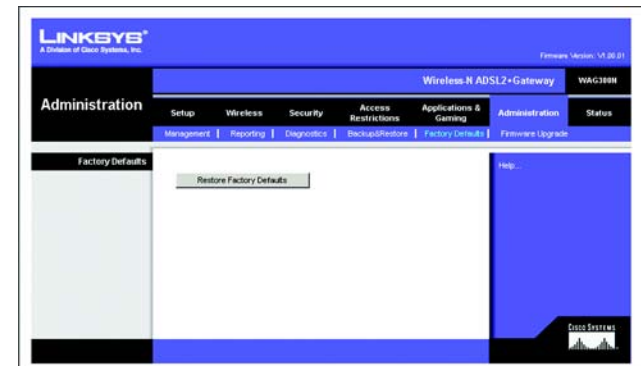 LINKSYS®
A Division of Cisco Systems, Inc.
Firmware Version: V1.00.01
Wireless-N ADSL2+Gateway WAG300N
Administration
Setup Wireless Security Access Restrictions Applications & Gaming Administration Status
Management | Reporting | Diagnostics | Backup&Restore | Factory Defaults | Firmware Upgrade
Factory Defaults
Restore Factory Defaults
Help...
CISCO SYSTEMS